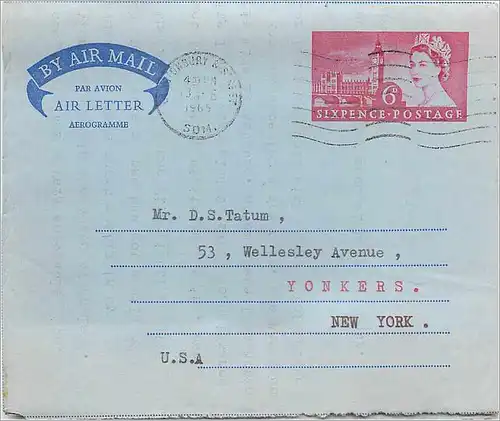 BY AIR MAIL
PAR AVION
AIR LETTER
AEROGRAMME
1965
SOM.
6D
SIXPENCE·POSTAGE
Mr. D.S.Tatum ,
53 , Wellesley Avenue ,
YONKERS.
NEW YORK .
U.S.A